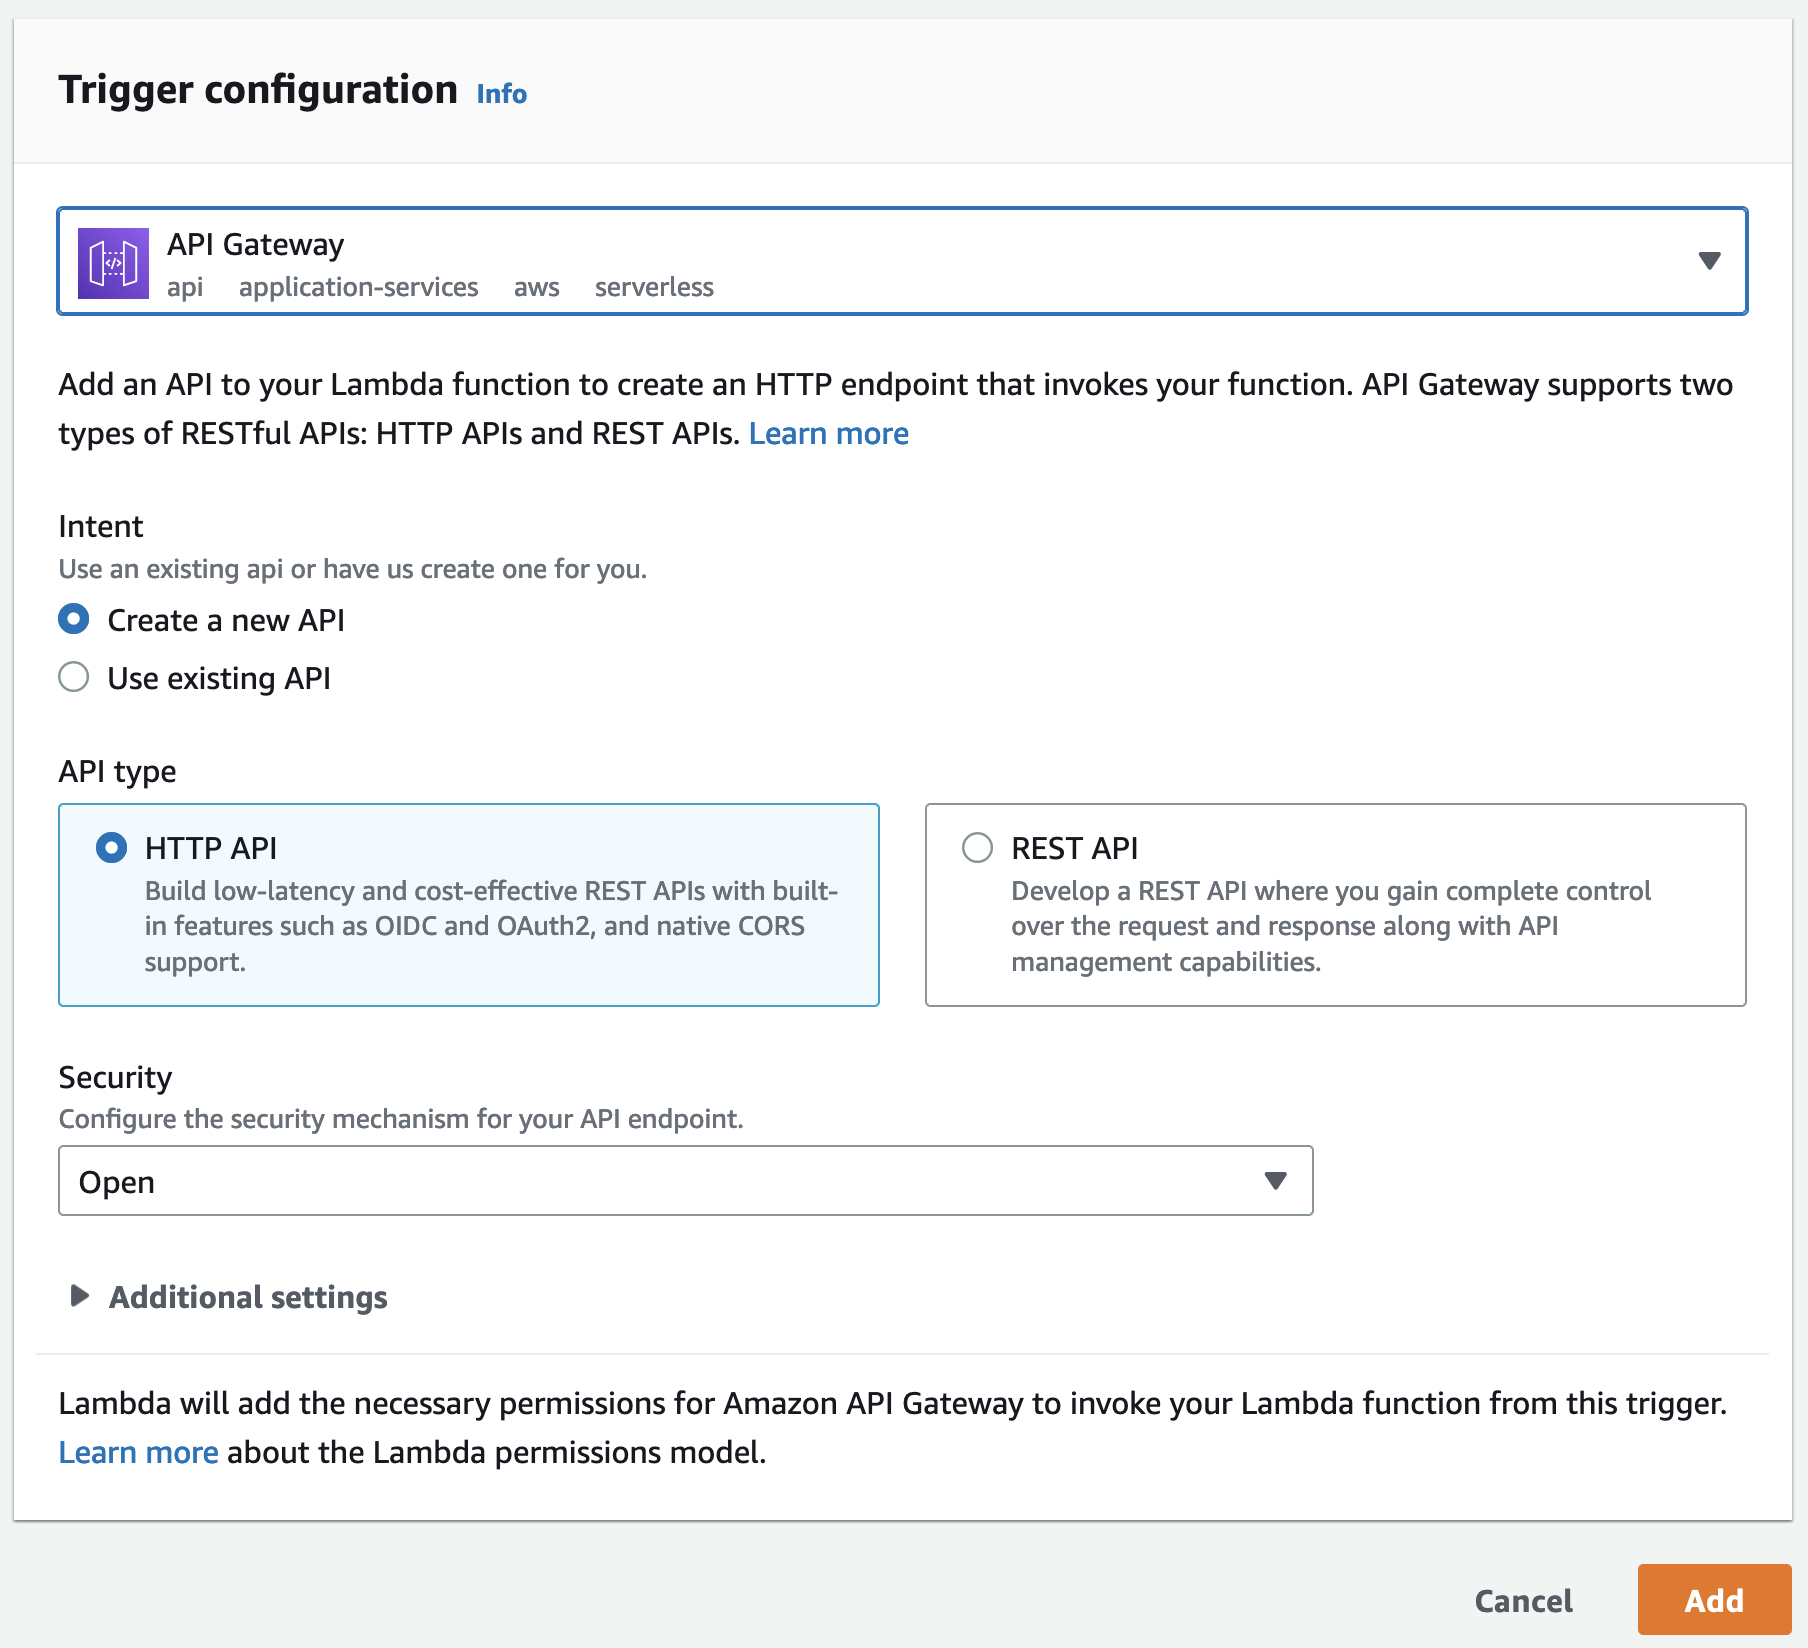 Trigger configuration Info
API Gateway
api application-services aws serverless
Add an API to your Lambda function to create an HTTP endpoint that invokes your function. API Gateway supports two
types of RESTful APIs: HTTP APIs and REST APIs. Learn more
Intent
Use an existing api or have us create one for you.
Create a new API
Use existing API
API type
HTTP API
Build low-latency and cost-effective REST APIs with built-
in features such as OIDC and OAuth2, and native CORS
support.
REST API
Develop a REST API where you gain complete control
over the request and response along with API
management capabilities.
Security
Configure the security mechanism for your API endpoint.
Open
Additional settings
Lambda will add the necessary permissions for Amazon API Gateway to invoke your Lambda function from this trigger.
Learn more about the Lambda permissions model.
Cancel Add